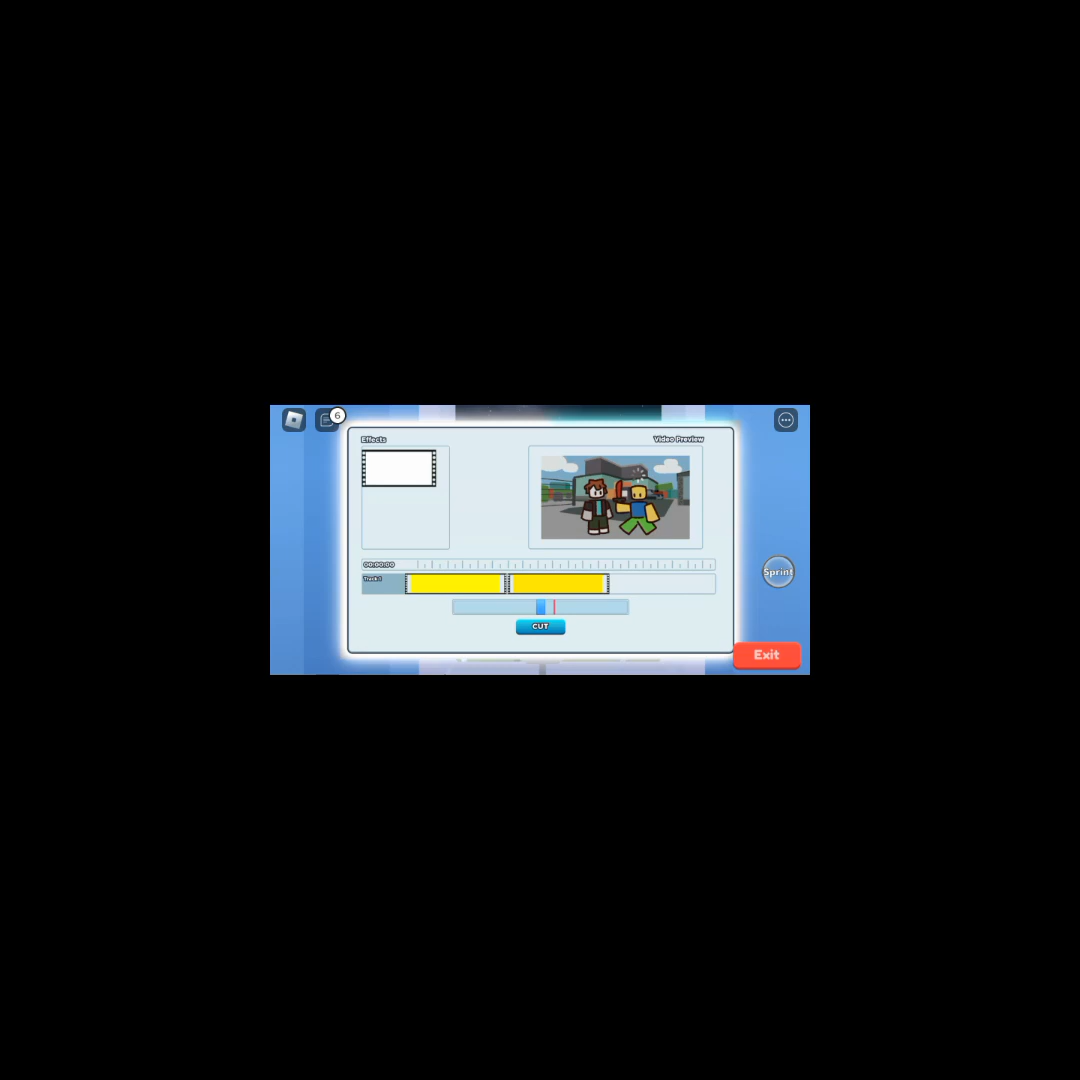 6
Effects
Video Preview
00:00:00
Track 1
Sprint
CUT
Exit